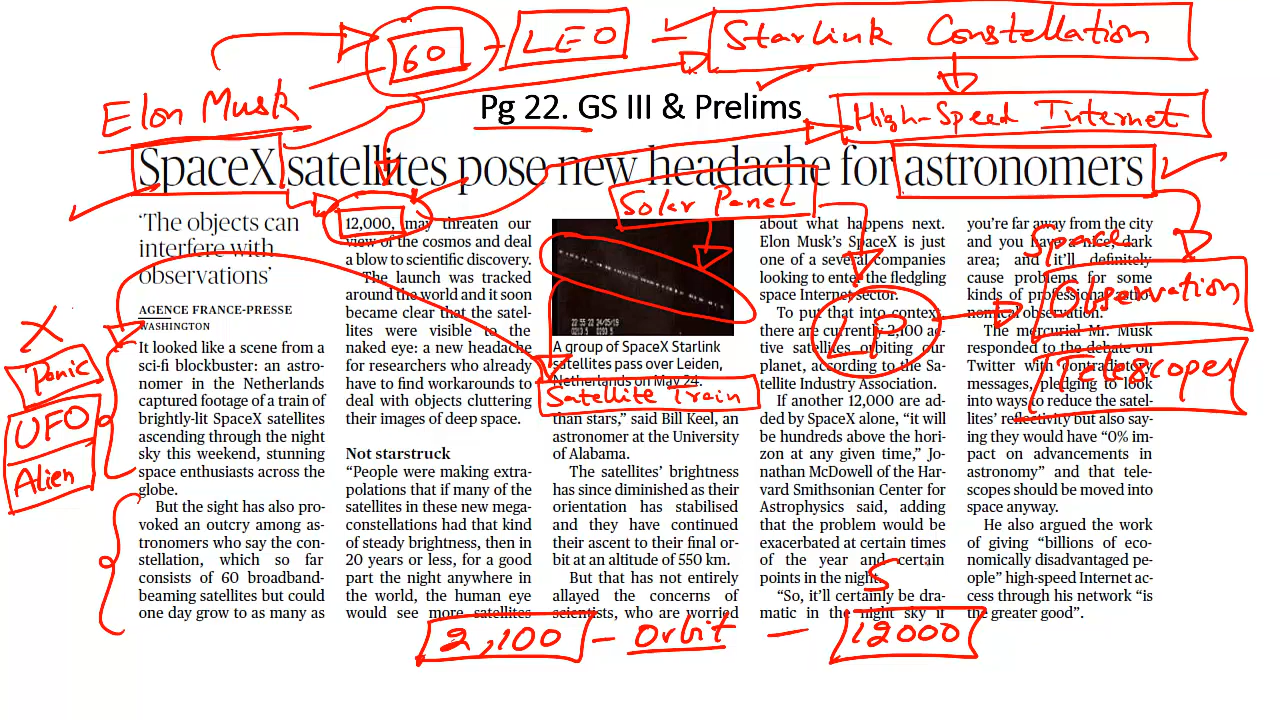 60 - LEO - Starlink Constellation
Elon Musk
Pg 22. GS III & Prelims
High-Speed Internet
SpaceX satellites pose new headache for astronomers
Solar Panel
Space
Observation
Telescopes
LP
Satellite Train
X
Panic
UFO
Alien
'The objects can
interfere with
observations'
AGENCE FRANCE-PRESSE
WASHINGTON
It looked like a scene from a
sci-fi blockbuster: an astro-
nomer in the Netherlands
captured footage of a train of
brightly-lit SpaceX satellites
ascending through the night
sky this weekend, stunning
space enthusiasts across the
globe.
But the sight has also pro-
voked an outcry among as-
tronomers who say the con-
stellation, which so far
consists of 60 broadband-
beaming satellites but could
one day grow to as many as
12,000, may threaten our
view of the cosmos and deal
a blow to scientific discovery.
The launch was tracked
around the world and it soon
became clear that the satel-
lites were visible to the
naked eye: a new headache
for researchers who already
have to find workarounds to
deal with objects cluttering
their images of deep space.
Not starstruck
"People were making extra-
polations that if many of the
satellites in these new mega-
constellations had that kind
of steady brightness, then in
20 years or less, for a good
part the night anywhere in
the world, the human eye
would see more satellites
22 55 22 24/05/19
A group of SpaceX Starlink
satellites pass over Leiden,
Netherlands on May 24.
than stars," said Bill Keel, an
astronomer at the University
of Alabama.
The satellites' brightness
has since diminished as their
orientation has stabilised
and they have continued
their ascent to their final or-
bit at an altitude of 550 km.
But that has not entirely
allayed the concerns of
scientists, who are worried
about what happens next.
Elon Musk's SpaceX is just
one of a several companies
looking to enter the fledgling
space Internet sector.
To put that into context,
there are currently 2,100 ac-
tive satellites orbiting our
planet, according to the Sa-
tellite Industry Association.
If another 12,000 are ad-
ded by SpaceX alone, "it will
be hundreds above the hori-
zon at any given time," Jo-
nathan McDowell of the Har-
vard Smithsonian Center for
Astrophysics said, adding
that the problem would be
exacerbated at certain times
of the year and certain
points in the night.
"So, it'll certainly be dra-
matic in the night sky if
you're far away from the city
and you have a nice, dark
area; and it'll definitely
cause problems for some
kinds of professional astro-
nomical observation."
The mercurial Mr. Musk
responded to the debate on
Twitter with contradictory
messages, pledging to look
into ways to reduce the satel-
lites' reflectivity but also say-
ing they would have "0% im-
pact on advancements in
astronomy" and that tele-
scopes should be moved into
space anyway.
He also argued the work
of giving "billions of eco-
nomically disadvantaged pe-
ople" high-speed Internet ac-
cess through his network "is
the greater good".
S
2,100 - Orbit - 12000